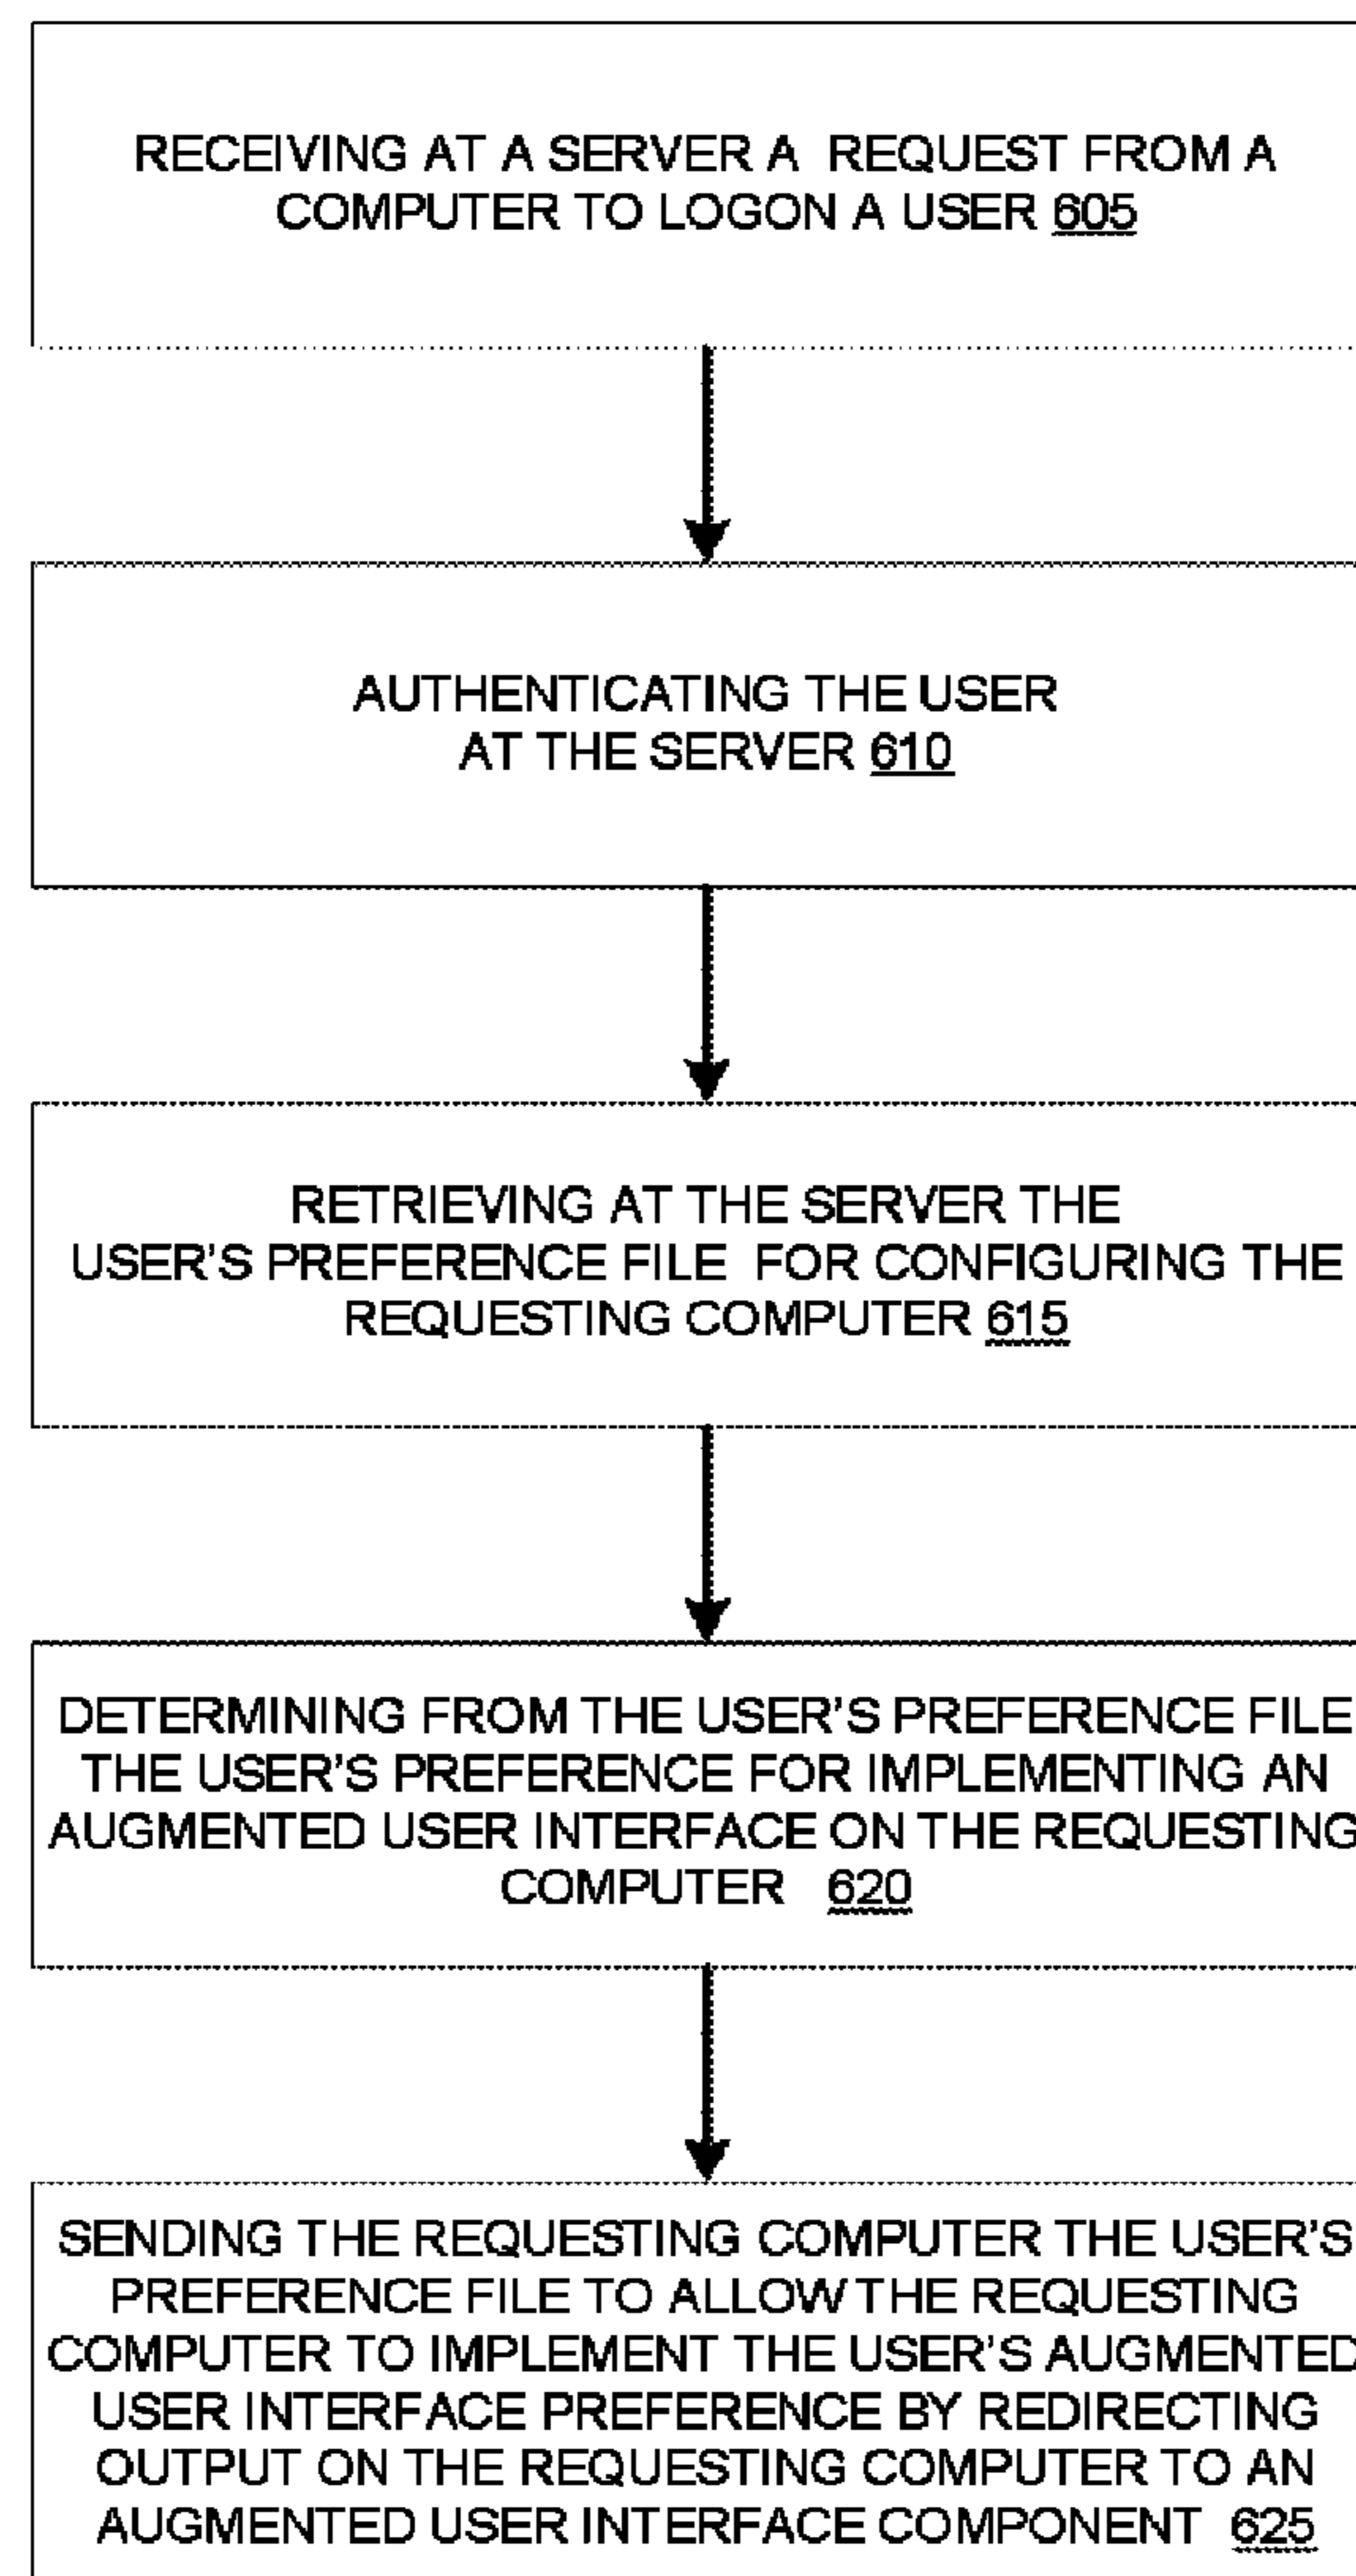 RECEIVING AT A SERVER A REQUEST FROM A
COMPUTER TO LOGON A USER 605
AUTHENTICATING THE USER
AT THE SERVER 610
RETRIEVING AT THE SERVER THE
USER'S PREFERENCE FILE FOR CONFIGURING THE
REQUESTING COMPUTER 615
DETERMINING FROM THE USER'S PREFERENCE FILE
THE USER'S PREFERENCE FOR IMPLEMENTING AN
AUGMENTED USER INTERFACE ON THE REQUESTING
COMPUTER 620
SENDING THE REQUESTING COMPUTER THE USER'S
PREFERENCE FILE TO ALLOW THE REQUESTING
COMPUTER TO IMPLEMENT THE USER'S AUGMENTED
USER INTERFACE PREFERENCE BY REDIRECTING
OUTPUT ON THE REQUESTING COMPUTER TO AN
AUGMENTED USER INTERFACE COMPONENT 625